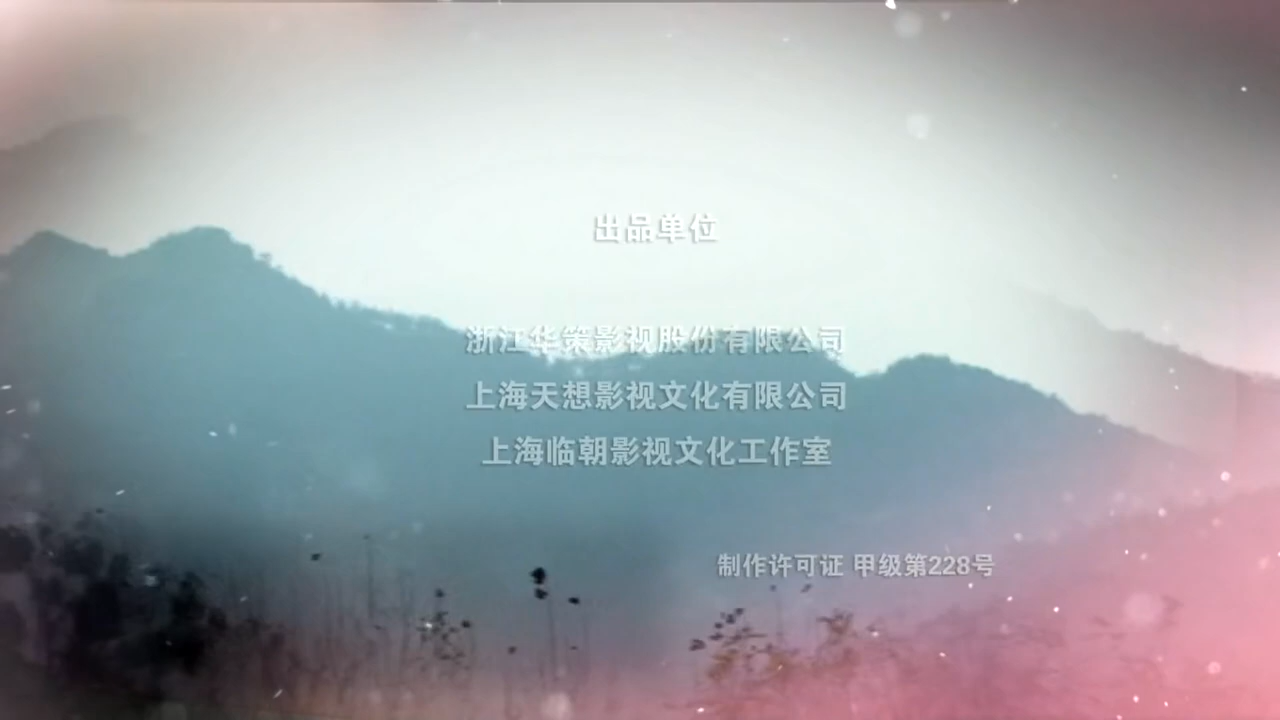 出品单位
浙江华策影视股份有限公司
上海天想影视文化有限公司
上海临朝影视文化工作室
制作许可证 甲级第228号